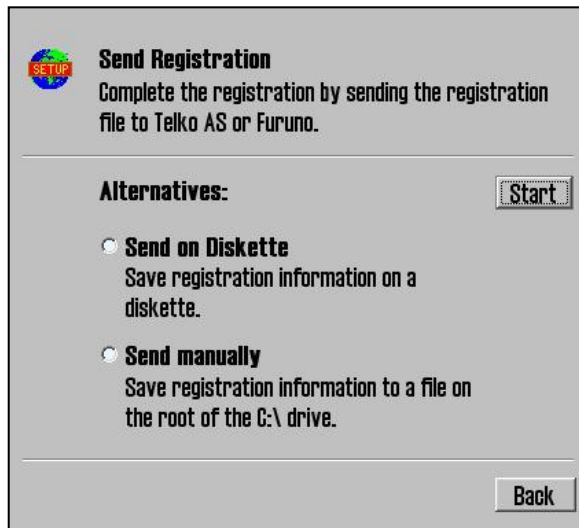 SETUP
Send Registration
Complete the registration by sending the registration
file to Telko AS or Furuno.
Alternatives:
Start
Send on Diskette
Save registration information on a
diskette.
Send manually
Save registration information to a file on
the root of the C:\ drive.
Back